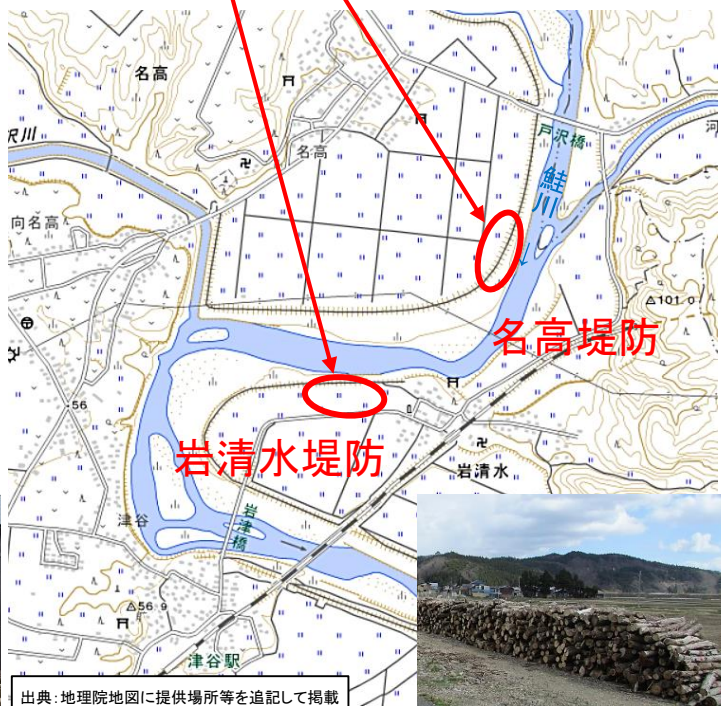 名高
戸沢橋
沢川
名高
河
鮭川
向名高
△101.0
名高堤防
・56
岩清水堤防
岩清水
津谷
岩津橋
△56.9
津谷駅
出典:地理院地図に提供場所等を追記して掲載